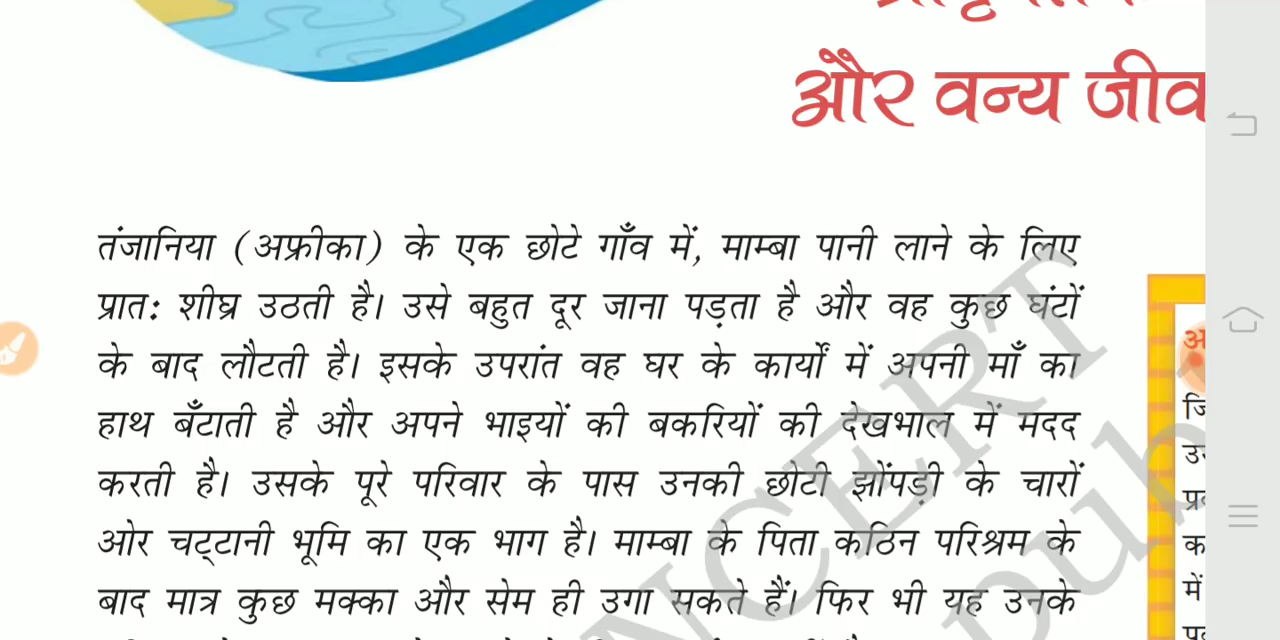 और वन्य जीव
तंजानिया (अफ्रीका) के एक छोटे गाँव में, माम्बा पानी लाने के लिए
प्रातः शीघ्र उठती है। उसे बहुत दूर जाना पड़ता है और वह कुछ घंटों
के बाद लौटती है। इसके उपरांत वह घर के कार्यों में अपनी माँ का
हाथ बँटाती है और अपने भाइयों की बकरियों की देखभाल में मदद
करती है। उसके पूरे परिवार के पास उनकी छोटी झोंपड़ी के चारों
ओर चट्टानी भूमि का एक भाग है। माम्बा के पिता कठिन परिश्रम के
बाद मात्र कुछ मक्का और सेम ही उगा सकते हैं। फिर भी यह उनके
NCERT
में